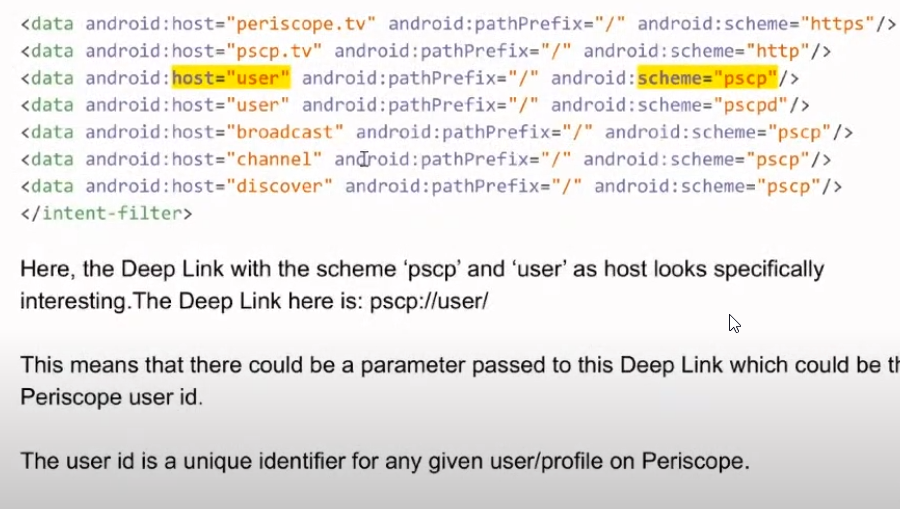 <data android:host="periscope.tv" android:pathPrefix="/" android:scheme="https"/>
<data android:host="pscp.tv" android:pathPrefix="/" android:scheme="http"/>
<data android:host="user" android:pathPrefix="/" android:scheme="pscp"/>
<data android:host="user" android:pathPrefix="/" android:scheme="pscpd"/>
<data android:host="broadcast" android:pathPrefix="/" android:scheme="pscp"/>
<data android:host="channel" android:pathPrefix="/" android:scheme="pscp"/>
<data android:host="discover" android:pathPrefix="/" android:scheme="pscp"/>
</intent-filter>
Here, the Deep Link with the scheme ‘pscp’ and ‘user’ as host looks specifically
interesting.The Deep Link here is: pscp://user/
This means that there could be a parameter passed to this Deep Link which could be
Periscope user id.
The user id is a unique identifier for any given user/profile on Periscope.